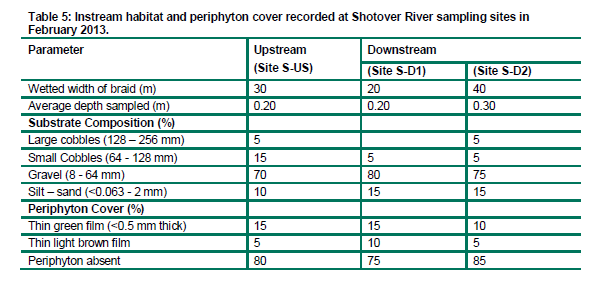 Table 5: Instream habitat and periphyton cover recorded at Shotover River sampling sites in
February 2013.
Parameter Upstream Downstream
(Site S-US) (Site S-D1) (Site S-D2)
Wetted width of braid (m) 30 20 40
Average depth sampled (m) 0.20 0.20 0.30
Substrate Composition (%)
Large cobbles (128 – 256 mm) 5 5
Small Cobbles (64 - 128 mm) 15 5 5
Gravel (8 - 64 mm) 70 80 75
Silt – sand (<0.063 - 2 mm) 10 15 15
Periphyton Cover (%)
Thin green film (<0.5 mm thick) 15 15 10
Thin light brown film 5 10 5
Periphyton absent 80 75 85